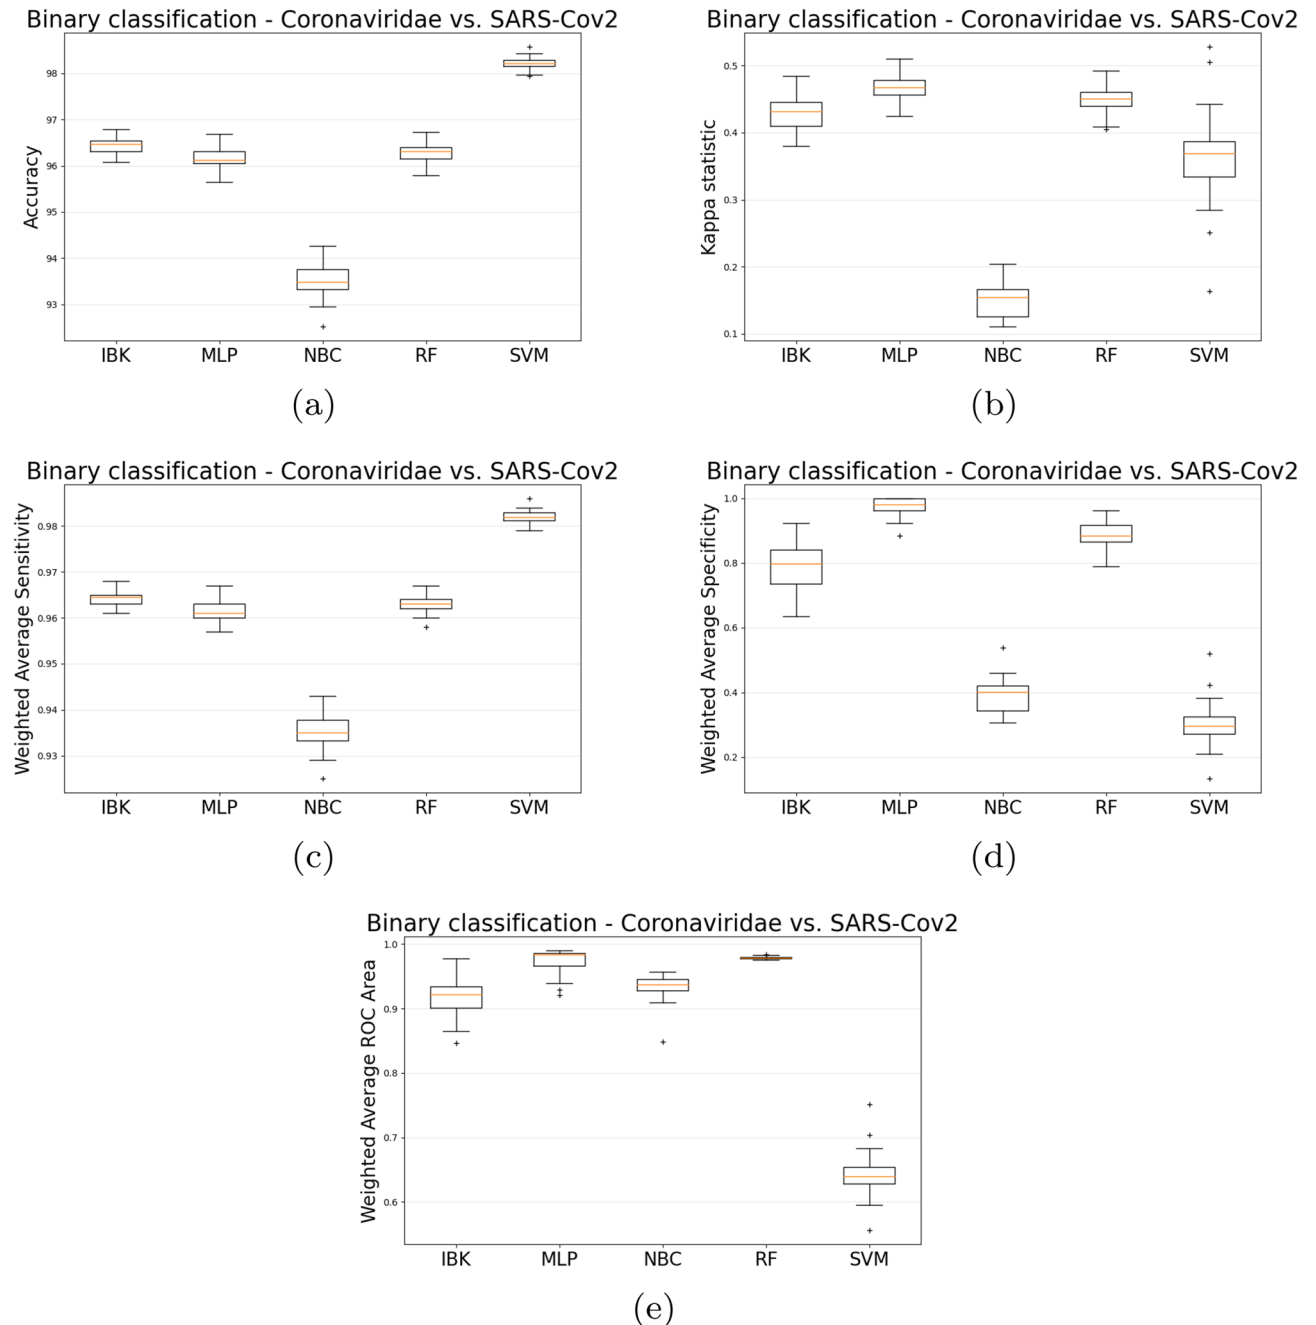 Binary classification - Coronaviridae vs. SARS-Cov2
Accuracy
98
97
96
95
94
93
IBK MLP NBC RF SVM
(a)
Binary classification - Coronaviridae vs. SARS-Cov2
Kappa statistic
0.5
0.4
0.3
0.2
0.1
IBK MLP NBC RF SVM
(b)
Binary classification - Coronaviridae vs. SARS-Cov2
Weighted Average Sensitivity
0.98
0.97
0.96
0.95
0.94
0.93
IBK MLP NBC RF SVM
(c)
Binary classification - Coronaviridae vs. SARS-Cov2
Weighted Average Specificity
1.0
0.8
0.6
0.4
0.2
IBK MLP NBC RF SVM
(d)
Binary classification - Coronaviridae vs. SARS-Cov2
Weighted Average ROC Area
1.0
0.9
0.8
0.7
0.6
IBK MLP NBC RF SVM
(e)